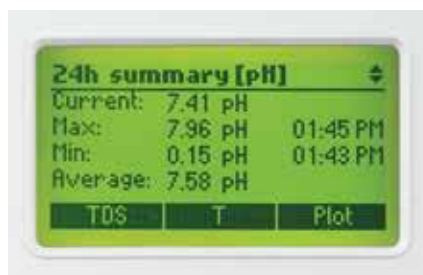 24h summary [pH]
Current: 7.41 pH
Max: 7.96 pH 01:45 PM
Min: 0.15 pH 01:43 PM
Average: 7.58 pH
TDS T Plot